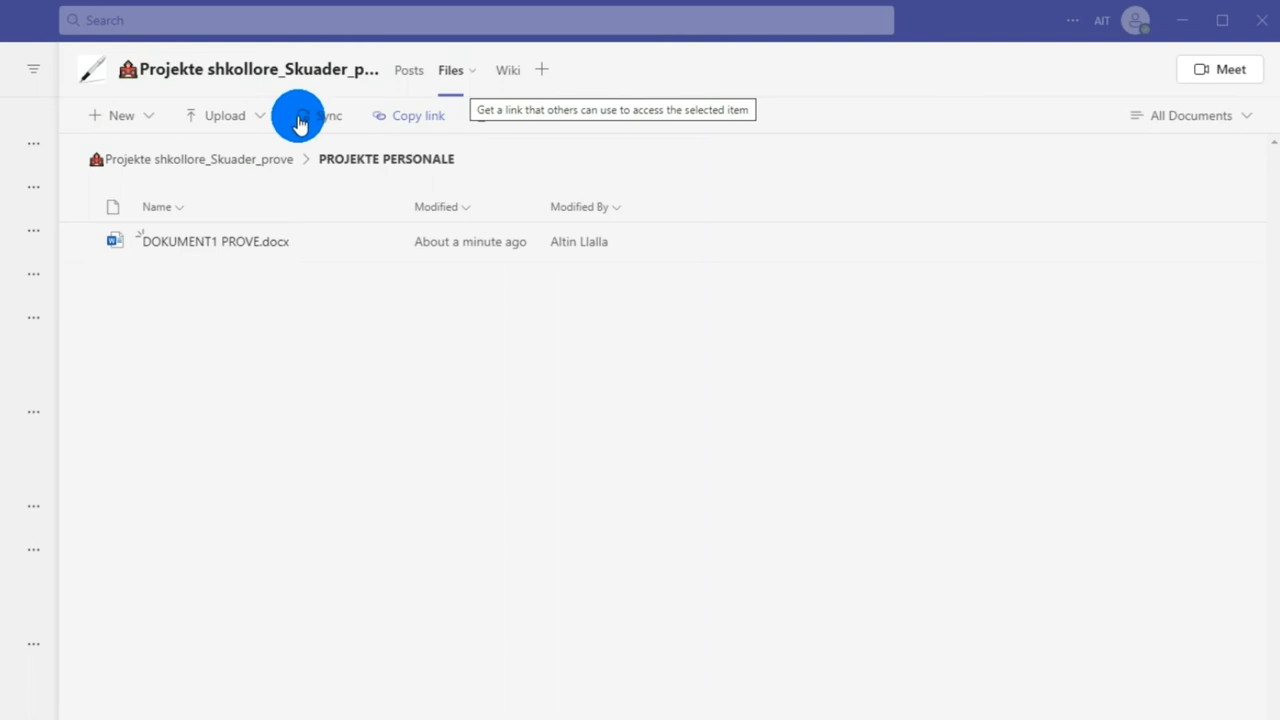 Search
AIT
Projekte shkollore_Skuader_p...
Posts
Files
Wiki
Meet
New
Upload
Copy link
Get a link that others can use to access the selected item
All Documents
Projekte shkollore_Skuader_prove
PROJEKTE PERSONALE
Name
Modified
Modified By
DOKUMENT1 PROVE.docx
About a minute ago
Altin Llalla